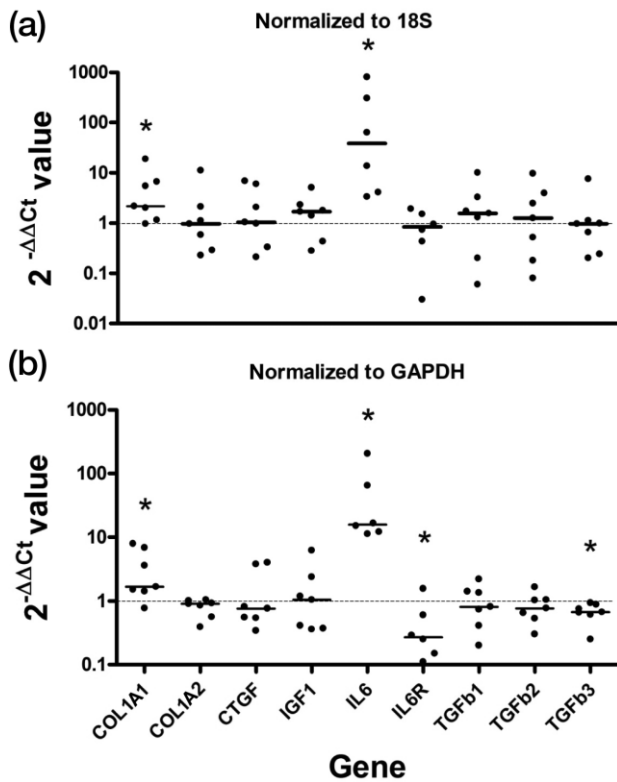 (a)
Normalized to 18S
2 -ΔΔCt value
1000
100
10
1
0.1
0.01
*
*
(b)
Normalized to GAPDH
2-ΔΔCt value
1000
100
10
1
0.1
*
*
*
*
COL1A1
COL1A2
CTGF
IGF1
IL6
IL6R
TGFb1
TGFb2
TGFb3
Gene